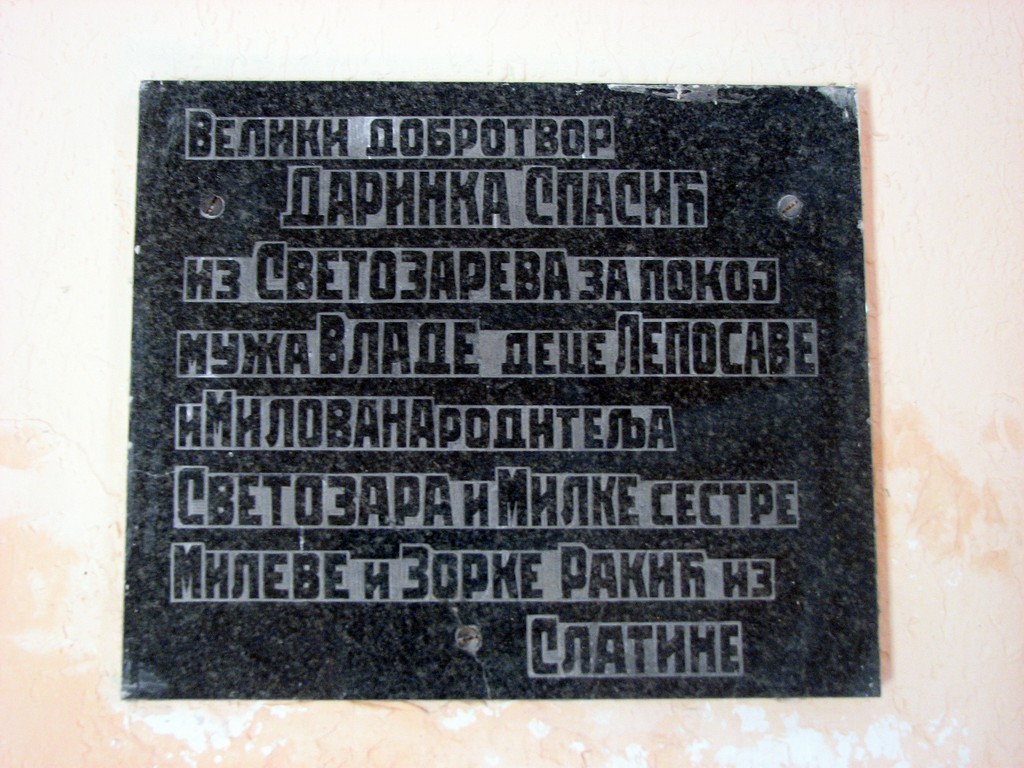 Велики добротвор
Даринка Спасић
из Светозарева за покој
мужа Владе деце Лепосаве
и Милована родитеља
Светозара и Милке сестре
Милеве и Зорке Ракић из
Слатине